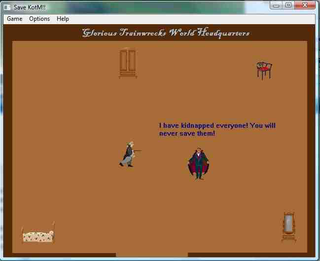 Save KotM!!
Game Options Help
Glorious Trainwrecks World Headquarters
I have kidnapped everyone! You will
never save them!